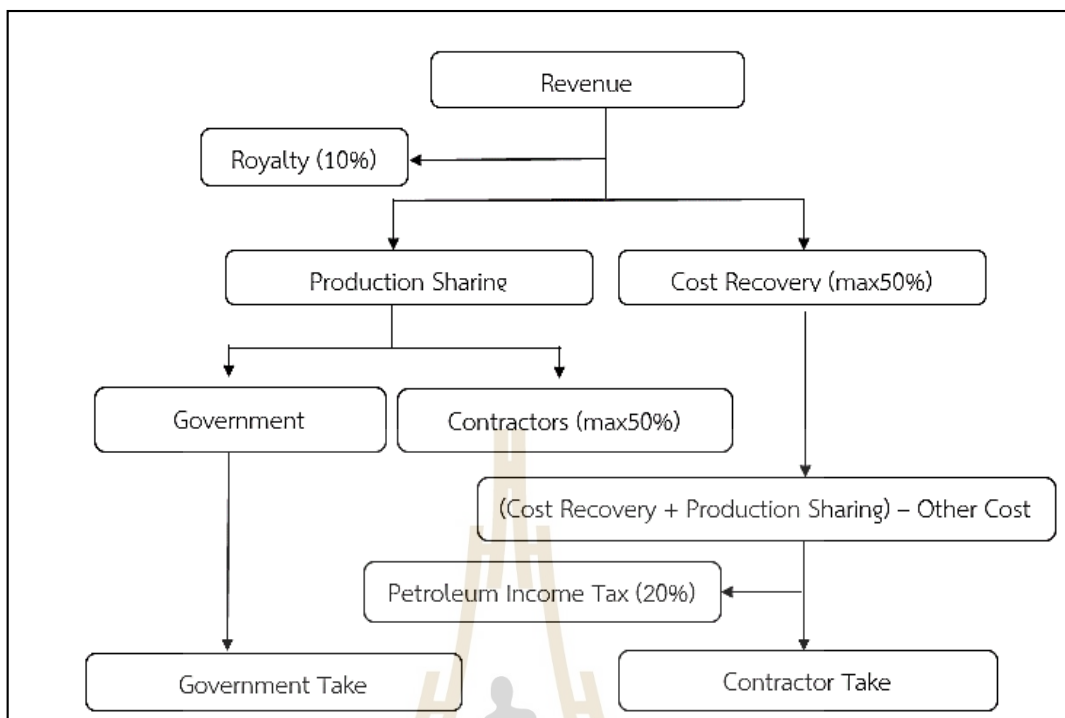 Revenue
Royalty (10%)
Production Sharing
Cost Recovery (max50%)
Government
Contractors (max50%)
(Cost Recovery + Production Sharing) – Other Cost
Petroleum Income Tax (20%)
Government Take
Contractor Take